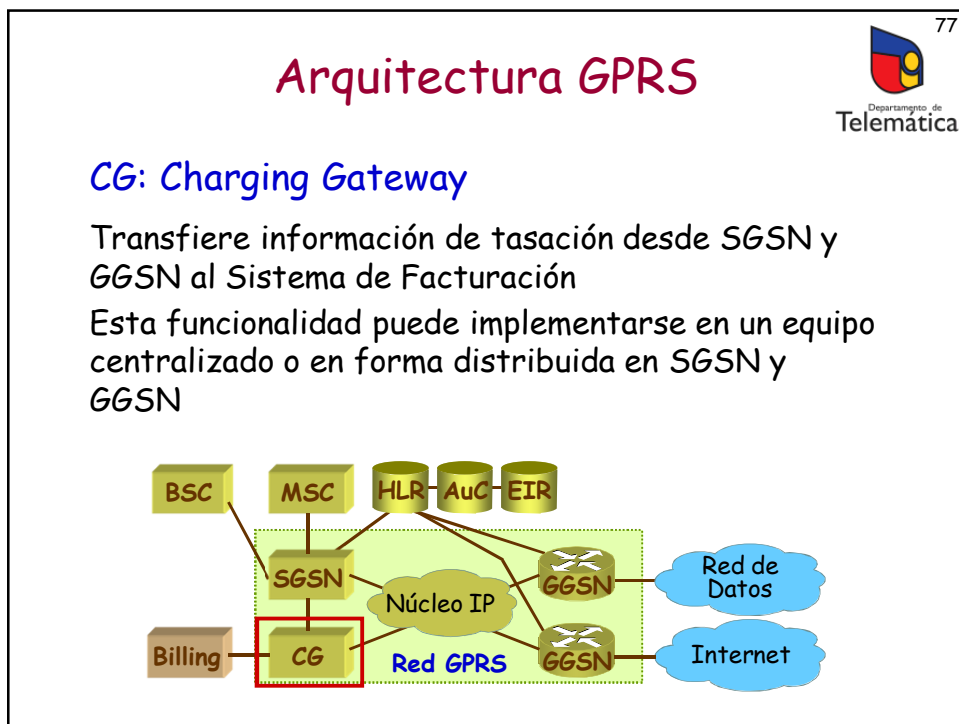 77
Arquitectura GPRS
Departamento de
Telemática
CG: Charging Gateway
Transfiere información de tasación desde SGSN y
GGSN al Sistema de Facturación
Esta funcionalidad puede implementarse en un equipo
centralizado o en forma distribuida en SGSN y
GGSN
BSC
MSC
HLR
AuC
EIR
SGSN
GGSN
Red de
Datos
Núcleo IP
Billing
CG
Red GPRS
GGSN
Internet